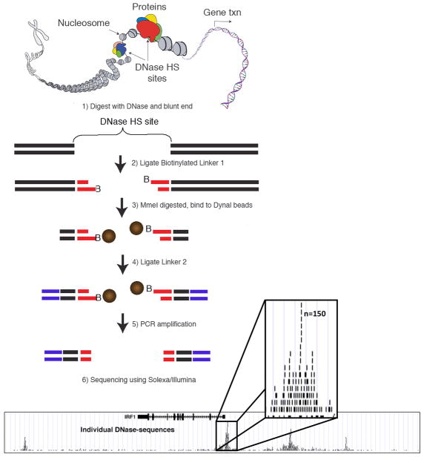 Proteins
Gene txn
Nucleosome
DNase HS
sites
1) Digest with DNase and blunt end
DNase HS site
2) Ligate Biotinylated Linker 1
B
B
3) MmeI digested, bind to Dynal beads
B
B
4) Ligate Linker 2
B
B
5) PCR amplification
n=150
6) Sequencing using Solexa/Illumina
IRF1
Individual DNase-sequences